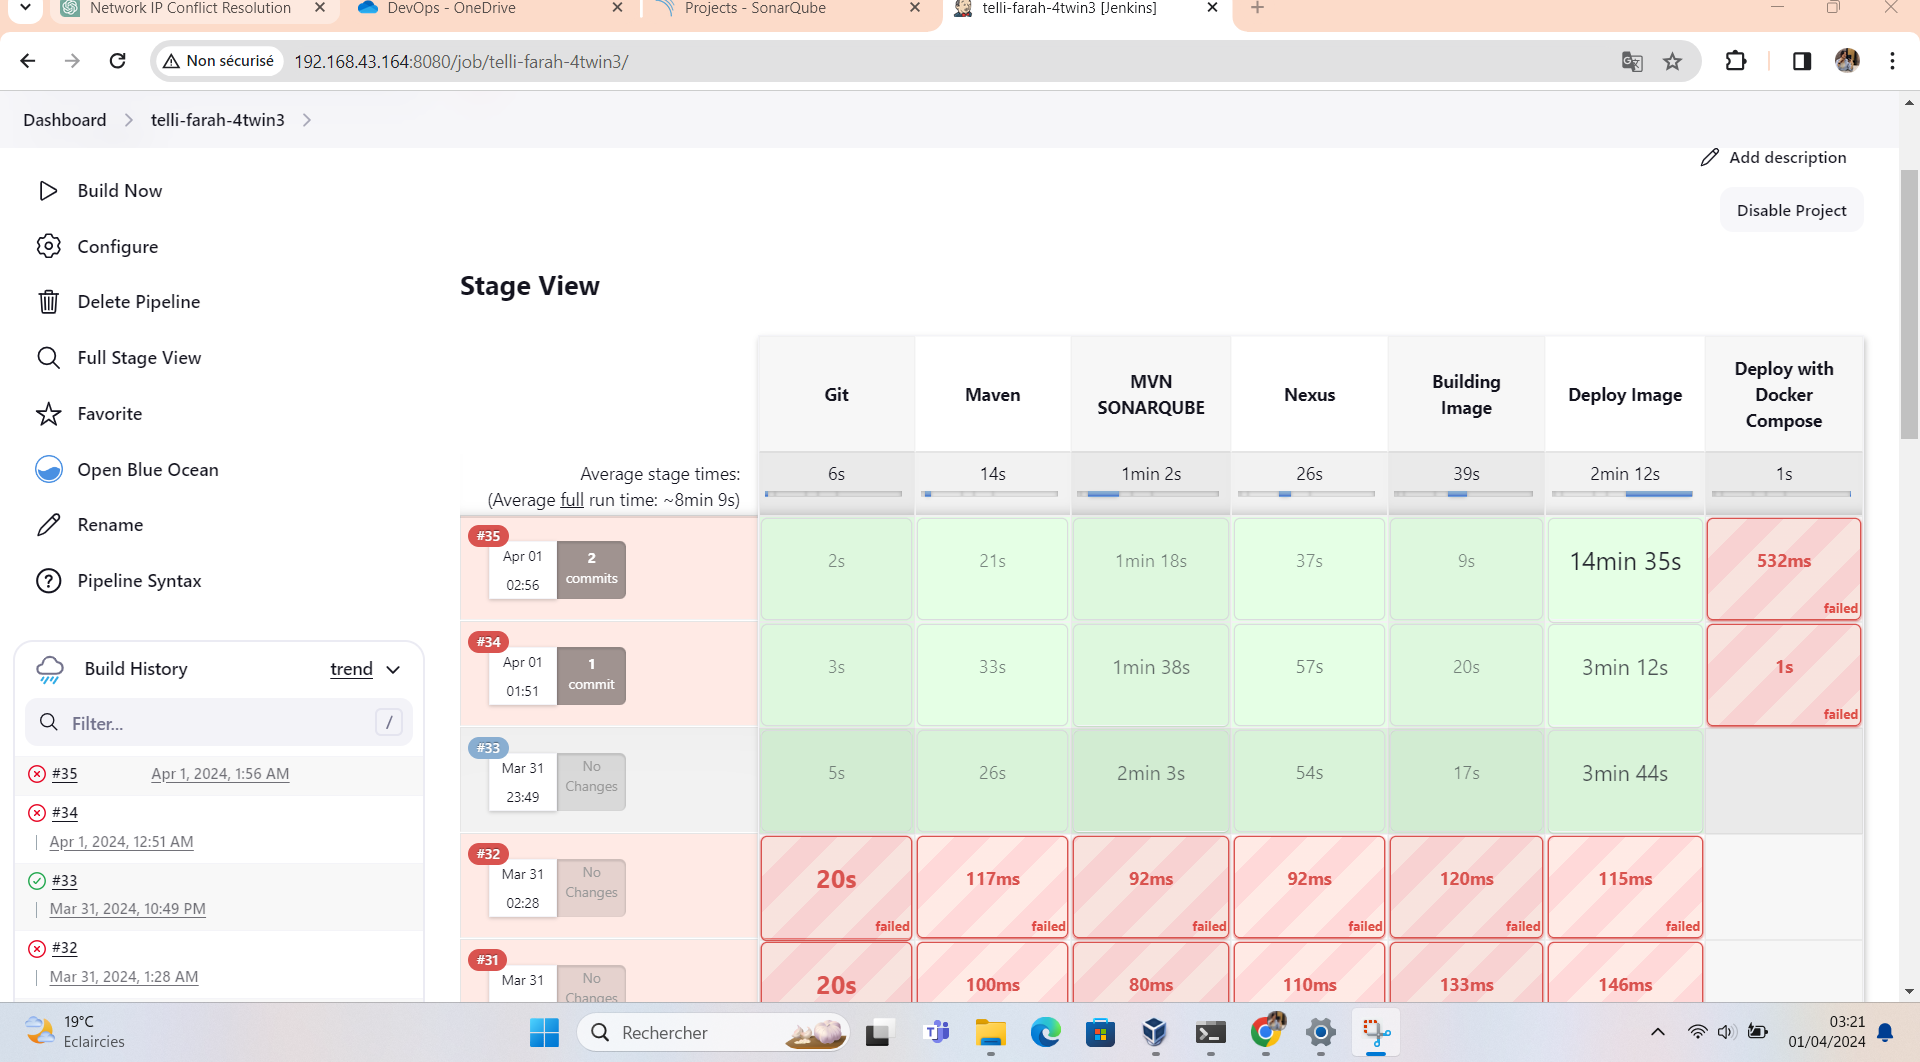 Network IP Conflict Resolution
DevOps - OneDrive
Projects - SonarQube
telli-farah-4twin3 [Jenkins]
Non sécurisé
192.168.43.164:8080/job/telli-farah-4twin3/
Dashboard
telli-farah-4twin3
Add description
Disable Project
Build Now
Configure
Delete Pipeline
Full Stage View
Favorite
Open Blue Ocean
Rename
Pipeline Syntax
Build History
trend
Filter...
/
#35
Apr 1, 2024, 1:56 AM
#34
Apr 1, 2024, 12:51 AM
#33
Mar 31, 2024, 10:49 PM
#32
Mar 31, 2024, 1:28 AM
Stage View
Git
Maven
MVN
SONARQUBE
Nexus
Building
Image
Deploy Image
Deploy with
Docker
Compose
Average stage times:
(Average full run time: ~8min 9s)
6s
14s
1min 2s
26s
39s
2min 12s
1s
#35
Apr 01
02:56
2
commits
2s
21s
1min 18s
37s
9s
14min 35s
532ms
failed
#34
Apr 01
01:51
1
commit
3s
33s
1min 38s
57s
20s
3min 12s
1s
failed
#33
Mar 31
23:49
No
Changes
5s
26s
2min 3s
54s
17s
3min 44s
#32
Mar 31
02:28
No
Changes
20s
failed
117ms
failed
92ms
failed
92ms
failed
120ms
failed
115ms
failed
#31
Mar 31
No
Changes
20s
100ms
80ms
110ms
133ms
146ms
19°C
Eclaircies
Rechercher
03:21
01/04/2024